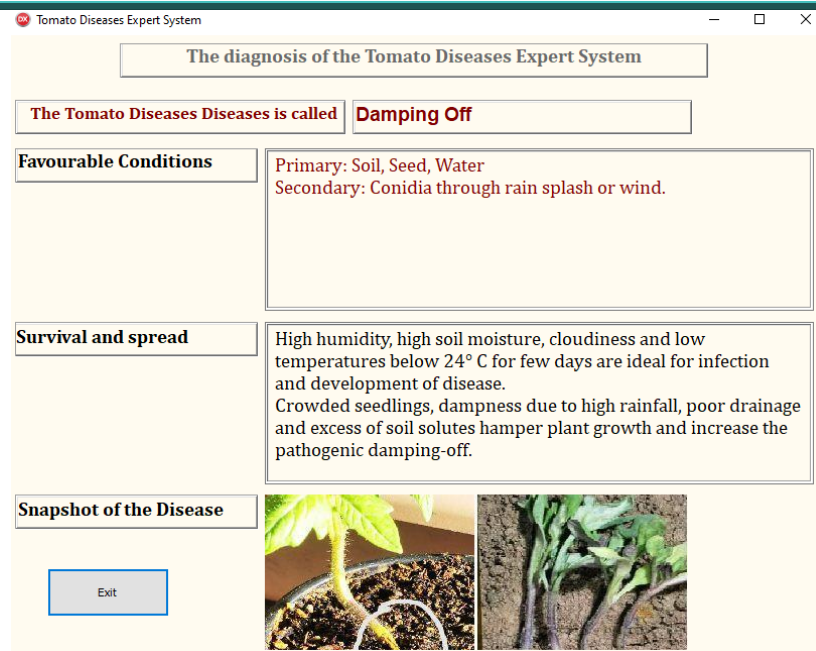 Tomato Diseases Expert System
The diagnosis of the Tomato Diseases Expert System
The Tomato Diseases Diseases is called
Damping Off
Favourable Conditions
Primary: Soil, Seed, Water
Secondary: Conidia through rain splash or wind.
Survival and spread
High humidity, high soil moisture, cloudiness and low
temperatures below 24° C for few days are ideal for infection
and development of disease.
Crowded seedlings, dampness due to high rainfall, poor drainage
and excess of soil solutes hamper plant growth and increase the
pathogenic damping-off.
Snapshot of the Disease
Exit